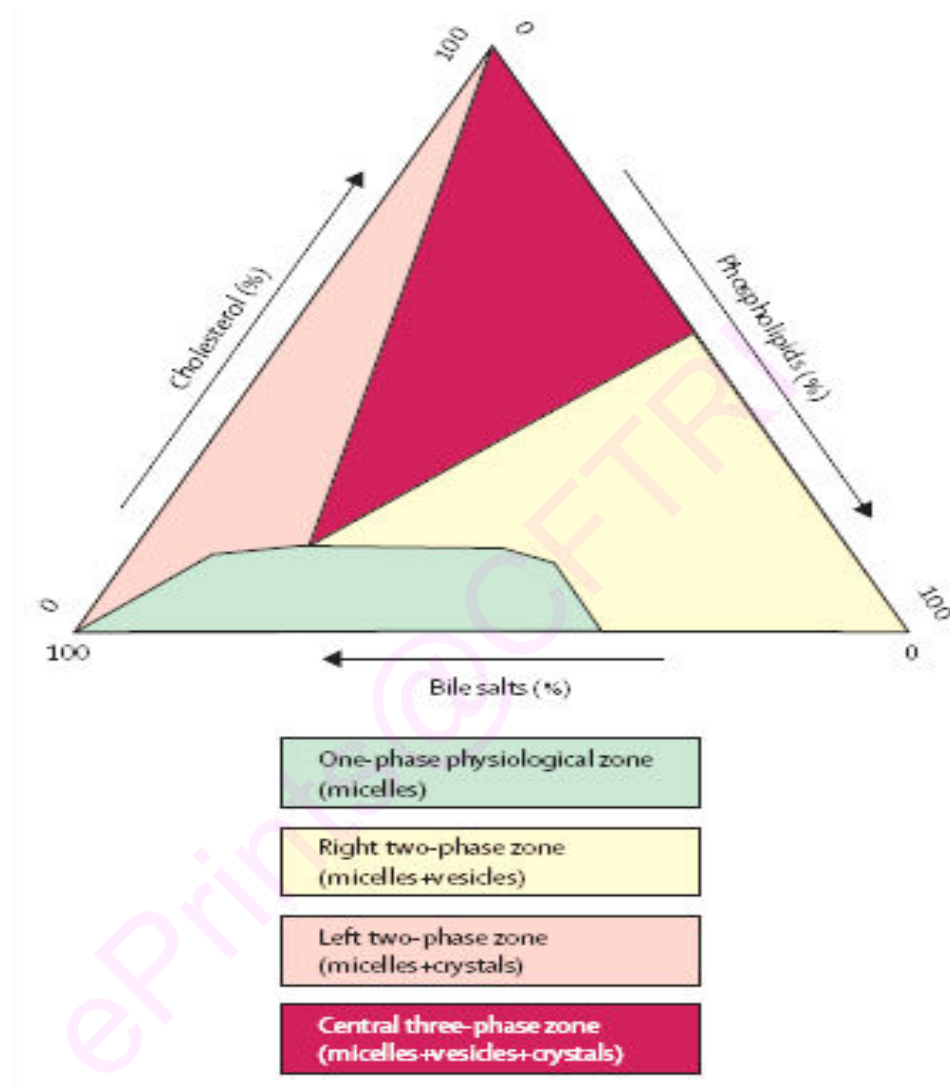 100
0
Cholesterol (%)
Phospholipids (%)
0
100
100
0
Bile salts (%)
One-phase physiological zone
(micelles)
Right two-phase zone
(micelles+vesicles)
Left two-phase zone
(micelles+crystals)
Central three-phase zone
(micelles+vesicles+crystals)
ePrints@CFTRI